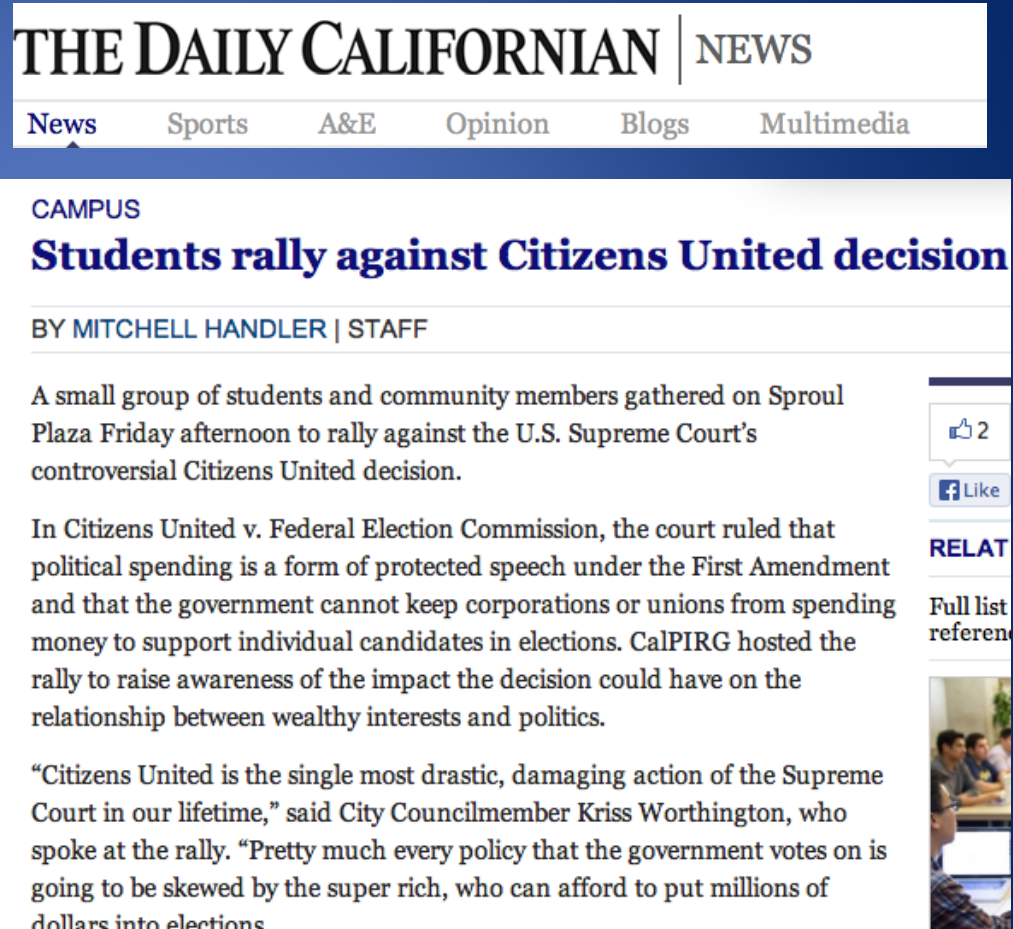 THE DAILY CALIFORNIAN | NEWS
News Sports A&E Opinion Blogs Multimedia
CAMPUS
Students rally against Citizens United decision
BY MITCHELL HANDLER | STAFF
A small group of students and community members gathered on Sproul
Plaza Friday afternoon to rally against the U.S. Supreme Court's
controversial Citizens United decision.
In Citizens United v. Federal Election Commission, the court ruled that
political spending is a form of protected speech under the First Amendment
and that the government cannot keep corporations or unions from spending
money to support individual candidates in elections. CalPIRG hosted the
rally to raise awareness of the impact the decision could have on the
relationship between wealthy interests and politics.
“Citizens United is the single most drastic, damaging action of the Supreme
Court in our lifetime,” said City Councilmember Kriss Worthington, who
spoke at the rally. “Pretty much every policy that the government votes on is
going to be skewed by the super rich, who can afford to put millions of
dollars into elections
2
Like
RELAT
Full list
referen